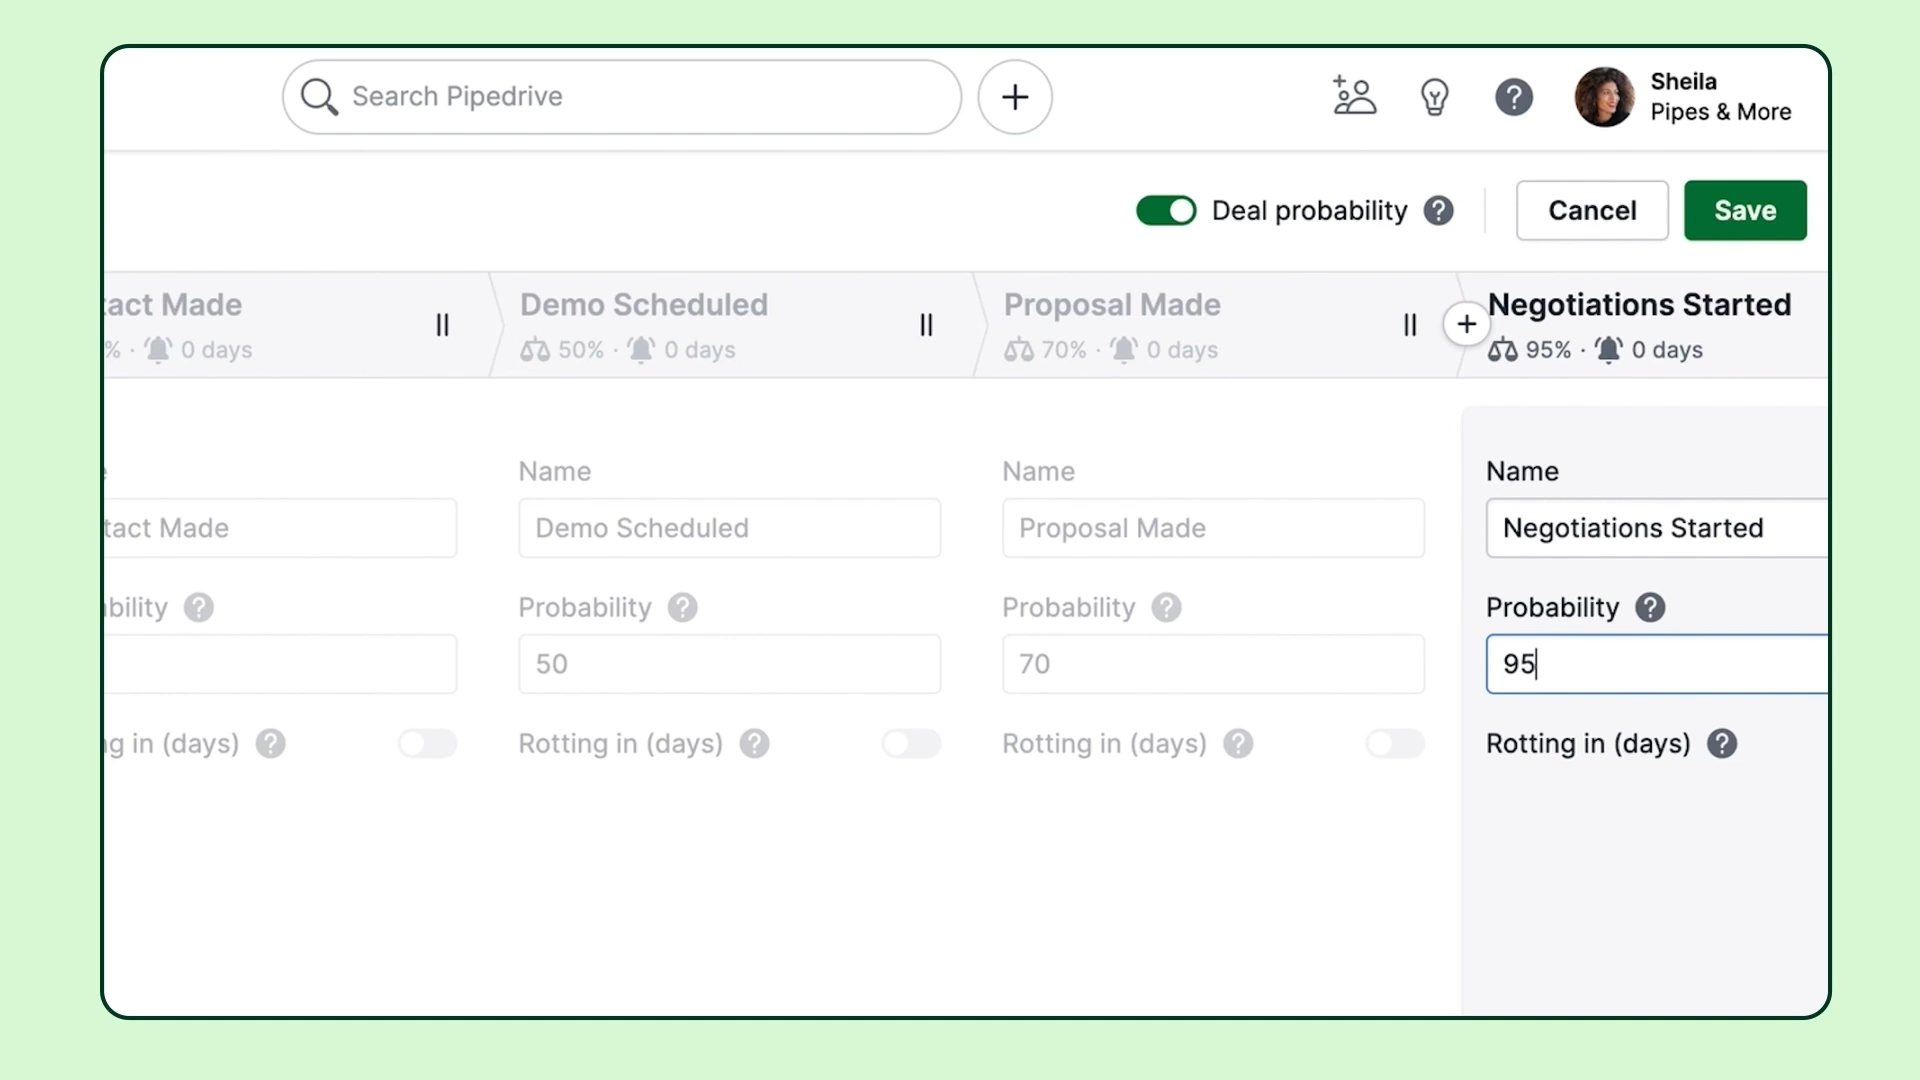 Search Pipedrive
Sheila
Pipes & More
Deal probability
Cancel
Save
tact Made
% · 0 days
Demo Scheduled
50% · 0 days
Proposal Made
70% · 0 days
Negotiations Started
95% · 0 days
Name
Name
Name
tact Made
Demo Scheduled
Proposal Made
Negotiations Started
bility
Probability
Probability
Probability
50
70
95
g in (days)
Rotting in (days)
Rotting in (days)
Rotting in (days)